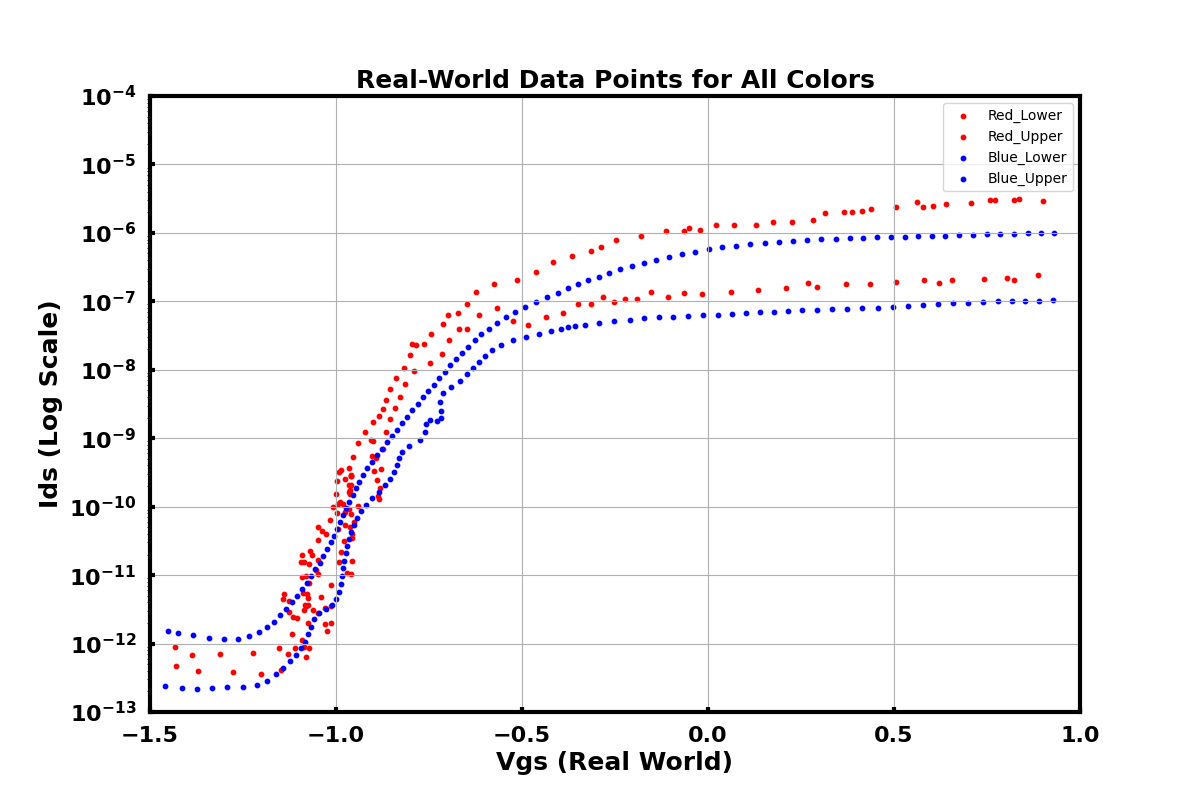 Real-World Data Points for All Colors
Red_Lower
Red_Upper
Blue_Lower
Blue_Upper
Ids (Log Scale)
10⁻⁴
10⁻⁵
10⁻⁶
10⁻⁷
10⁻⁸
10⁻⁹
10⁻¹⁰
10⁻¹¹
10⁻¹²
10⁻¹³
−1.5 −1.0 −0.5 0.0 0.5 1.0
Vgs (Real World)